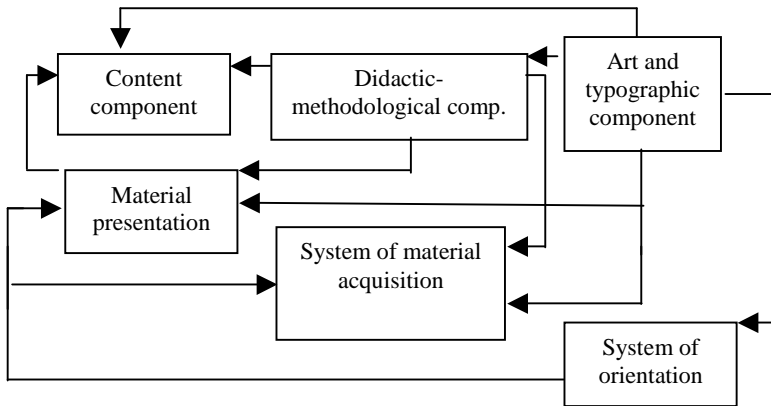 Content
component
Didactic-
methodological comp.
Art and
typographic
component
Material
presentation
System of material
acquisition
System of
orientation